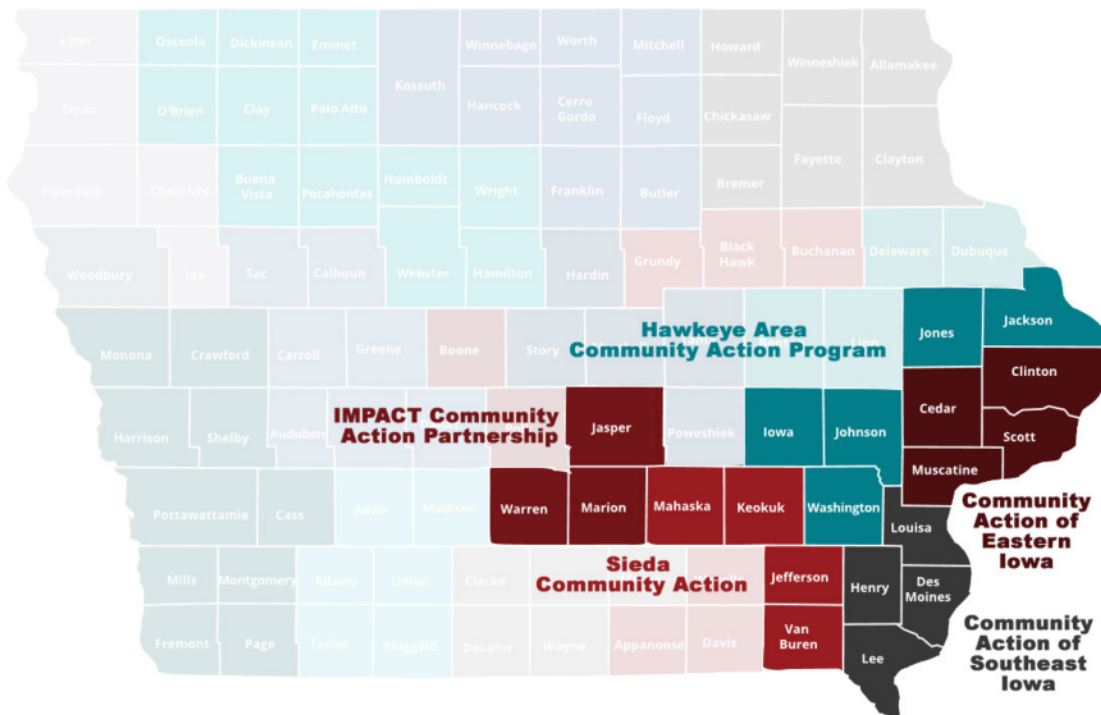 Lyon
Osceola
Dickinson
Emmet
Winnebago
Worth
Mitchell
Howard
Winneshiek
Allamakee
Kossuth
Sioux
O'Brien
Clay
Palo Alto
Hancock
Cerro
Gordo
Floyd
Chickasaw
Fayette
Clayton
Plymouth
Cherokee
Buena
Vista
Pocahontas
Humboldt
Wright
Franklin
Butler
Bremer
Woodbury
Ida
Sac
Calhoun
Webster
Hamilton
Hardin
Grundy
Black
Hawk
Buchanan
Delaware
Dubuque
Hawkeye Area
Community Action Program
Jones
Jackson
Monona
Crawford
Carroll
Greene
Boone
Story
Linn
Clinton
Cedar
Scott
IMPACT Community
Action Partnership
Harrison
Shelby
Audubon
Jasper
Poweshiek
Iowa
Johnson
Muscatine
Community
Action of
Eastern
Iowa
Pottawattamie
Cass
Adair
Madison
Warren
Marion
Mahaska
Keokuk
Washington
Louisa
Sieda
Community Action
Mills
Montgomery
Adams
Union
Clarke
Jefferson
Henry
Des
Moines
Fremont
Page
Taylor
Ringgold
Decatur
Wayne
Appanoose
Davis
Van
Buren
Lee
Community
Action of
Southeast
Iowa